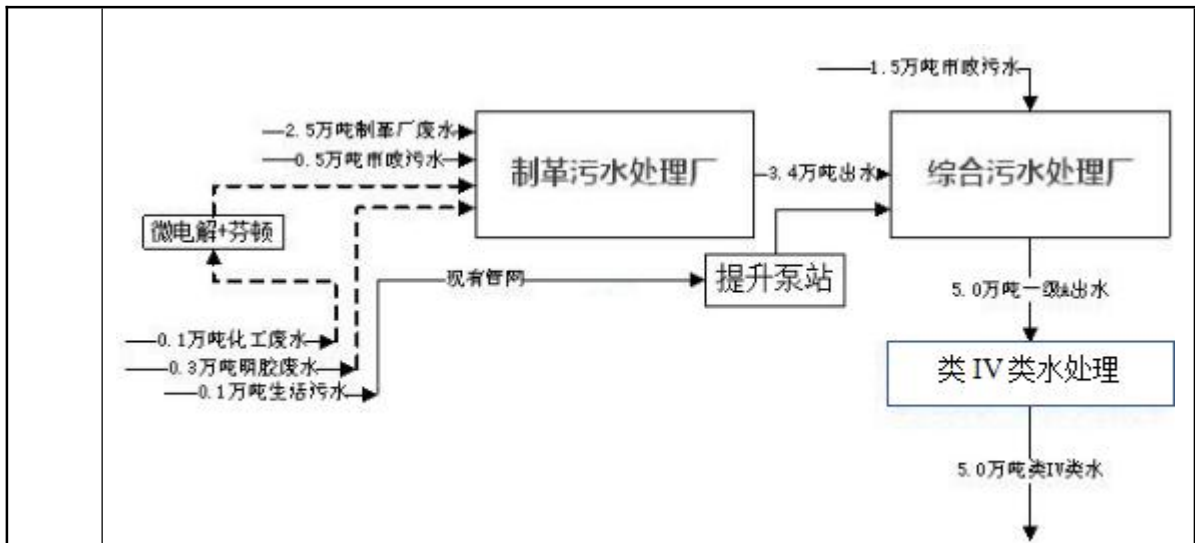 1.5万吨市政污水
2.5万吨制革厂废水
0.5万吨市政污水
制革污水处理厂
3.4万吨出水
综合污水处理厂
微电解+芬顿
现有管网
提升泵站
5.0万吨一级A出水
0.1万吨化工废水
0.3万吨明胶废水
0.1万吨生活污水
类IV类水处理
5.0万吨类IV类水